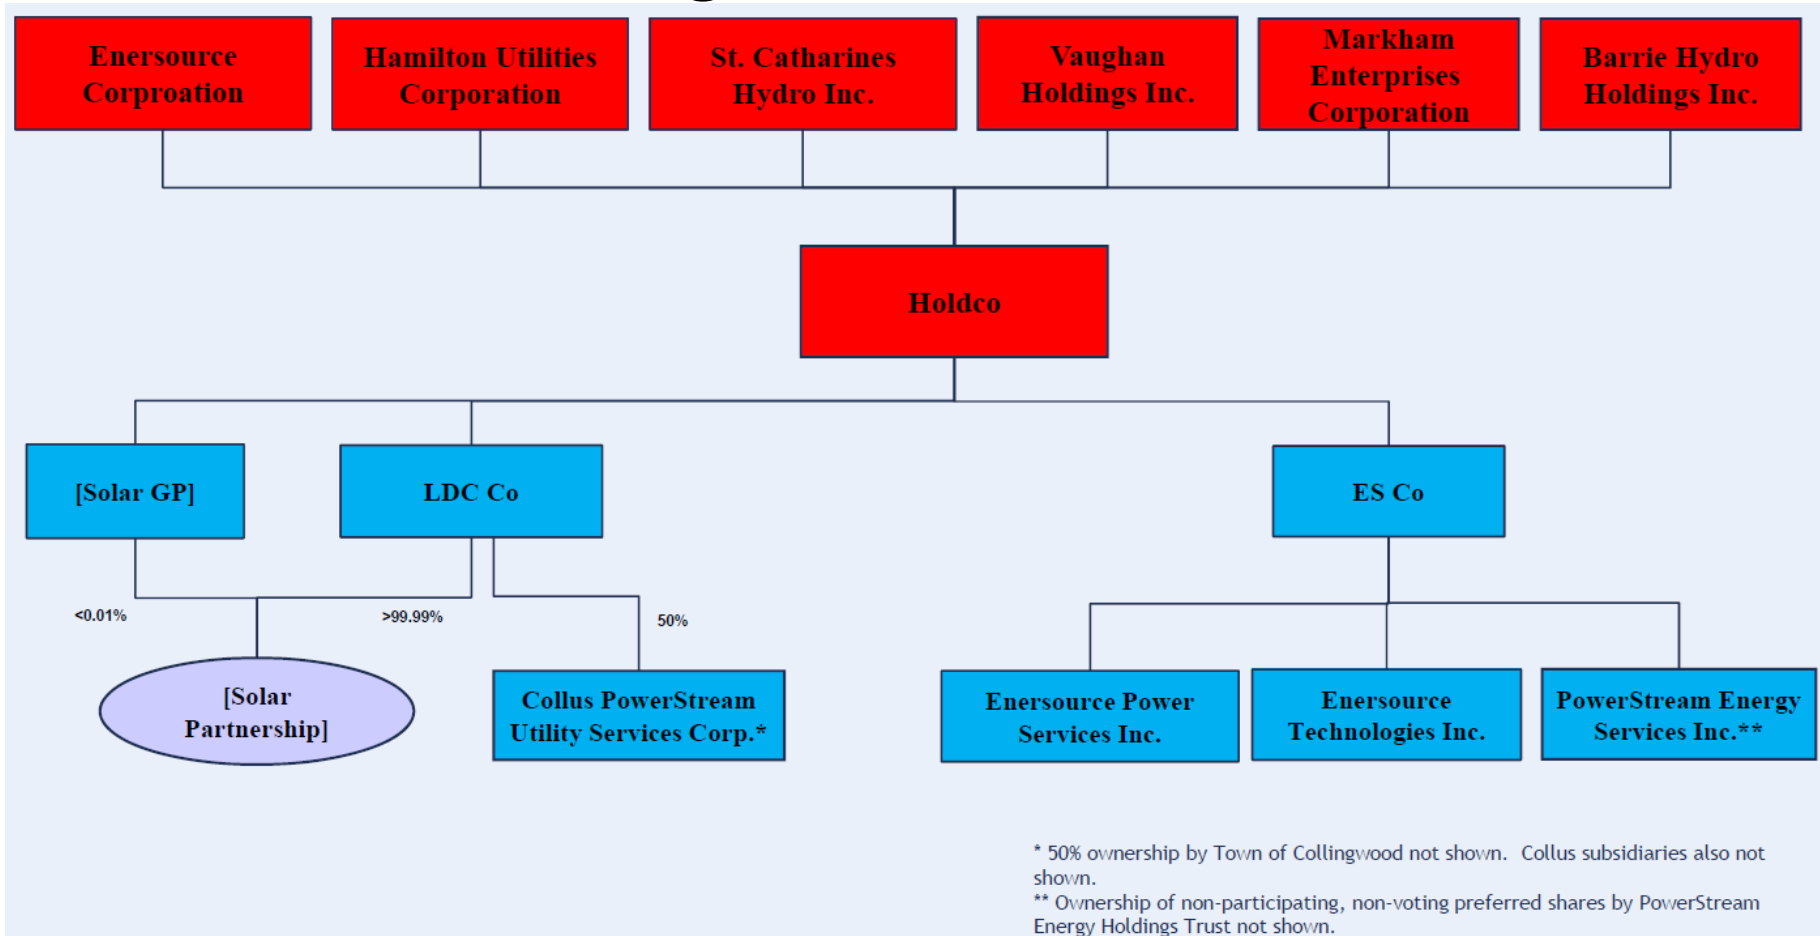 Enersource
Corproation
Hamilton Utilities
Corporation
St. Catharines
Hydro Inc.
Vaughan
Holdings Inc.
Markham
Enterprises
Corporation
Barrie Hydro
Holdings Inc.
Holdco
[Solar GP]
LDC Co
ES Co
<0.01%
>99.99%
50%
[Solar
Partnership]
Collus PowerStream
Utility Services Corp.*
Enersource Power
Services Inc.
Enersource
Technologies Inc.
PowerStream Energy
Services Inc.**
* 50% ownership by Town of Collingwood not shown. Collus subsidiaries also not
shown.
** Ownership of non-participating, non-voting preferred shares by PowerStream
Energy Holdings Trust not shown.